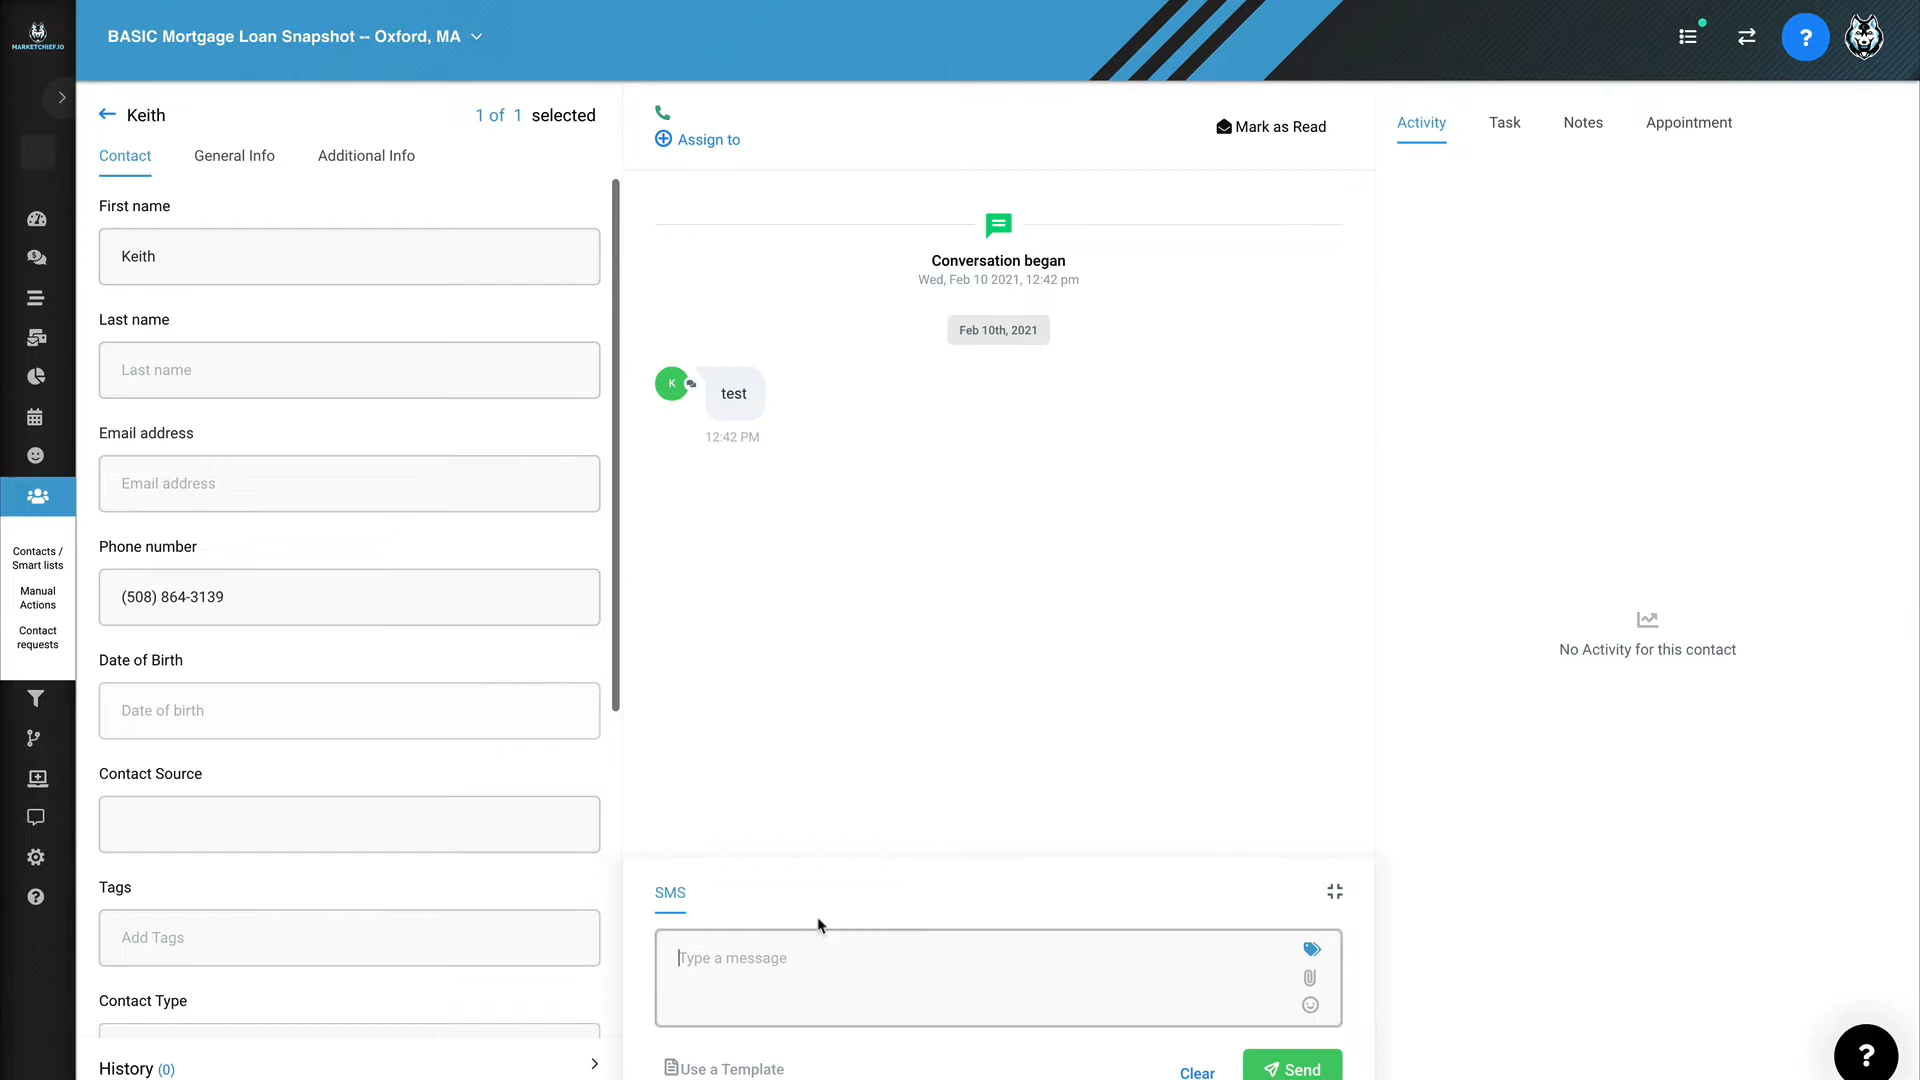 MARKETCHIEF.IO
BASIC Mortgage Loan Snapshot -- Oxford, MA
?
Keith
1 of 1 selected
Contact
General Info
Additional Info
First name
Keith
Last name
Last name
Email address
Email address
Phone number
(508) 864-3139
Date of Birth
Date of birth
Contact Source
Tags
Add Tags
Contact Type
History (0)
Contacts /
Smart lists
Manual
Actions
Contact
requests
Assign to
Mark as Read
Conversation began
Wed, Feb 10 2021, 12:42 pm
Feb 10th, 2021
K
test
12:42 PM
SMS
Type a message
Use a Template
Clear
Send
Activity
Task
Notes
Appointment
No Activity for this contact
?